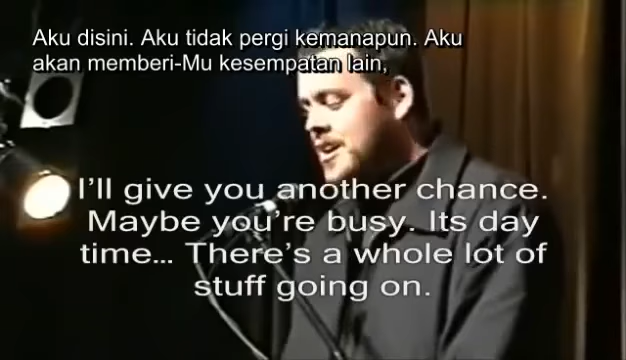 Aku disini. Aku tidak pergi kemanapun. Aku
akan memberi-Mu kesempatan lain,
I'll give you another chance.
Maybe you're busy. Its day
time... There's a whole lot of
stuff going on.